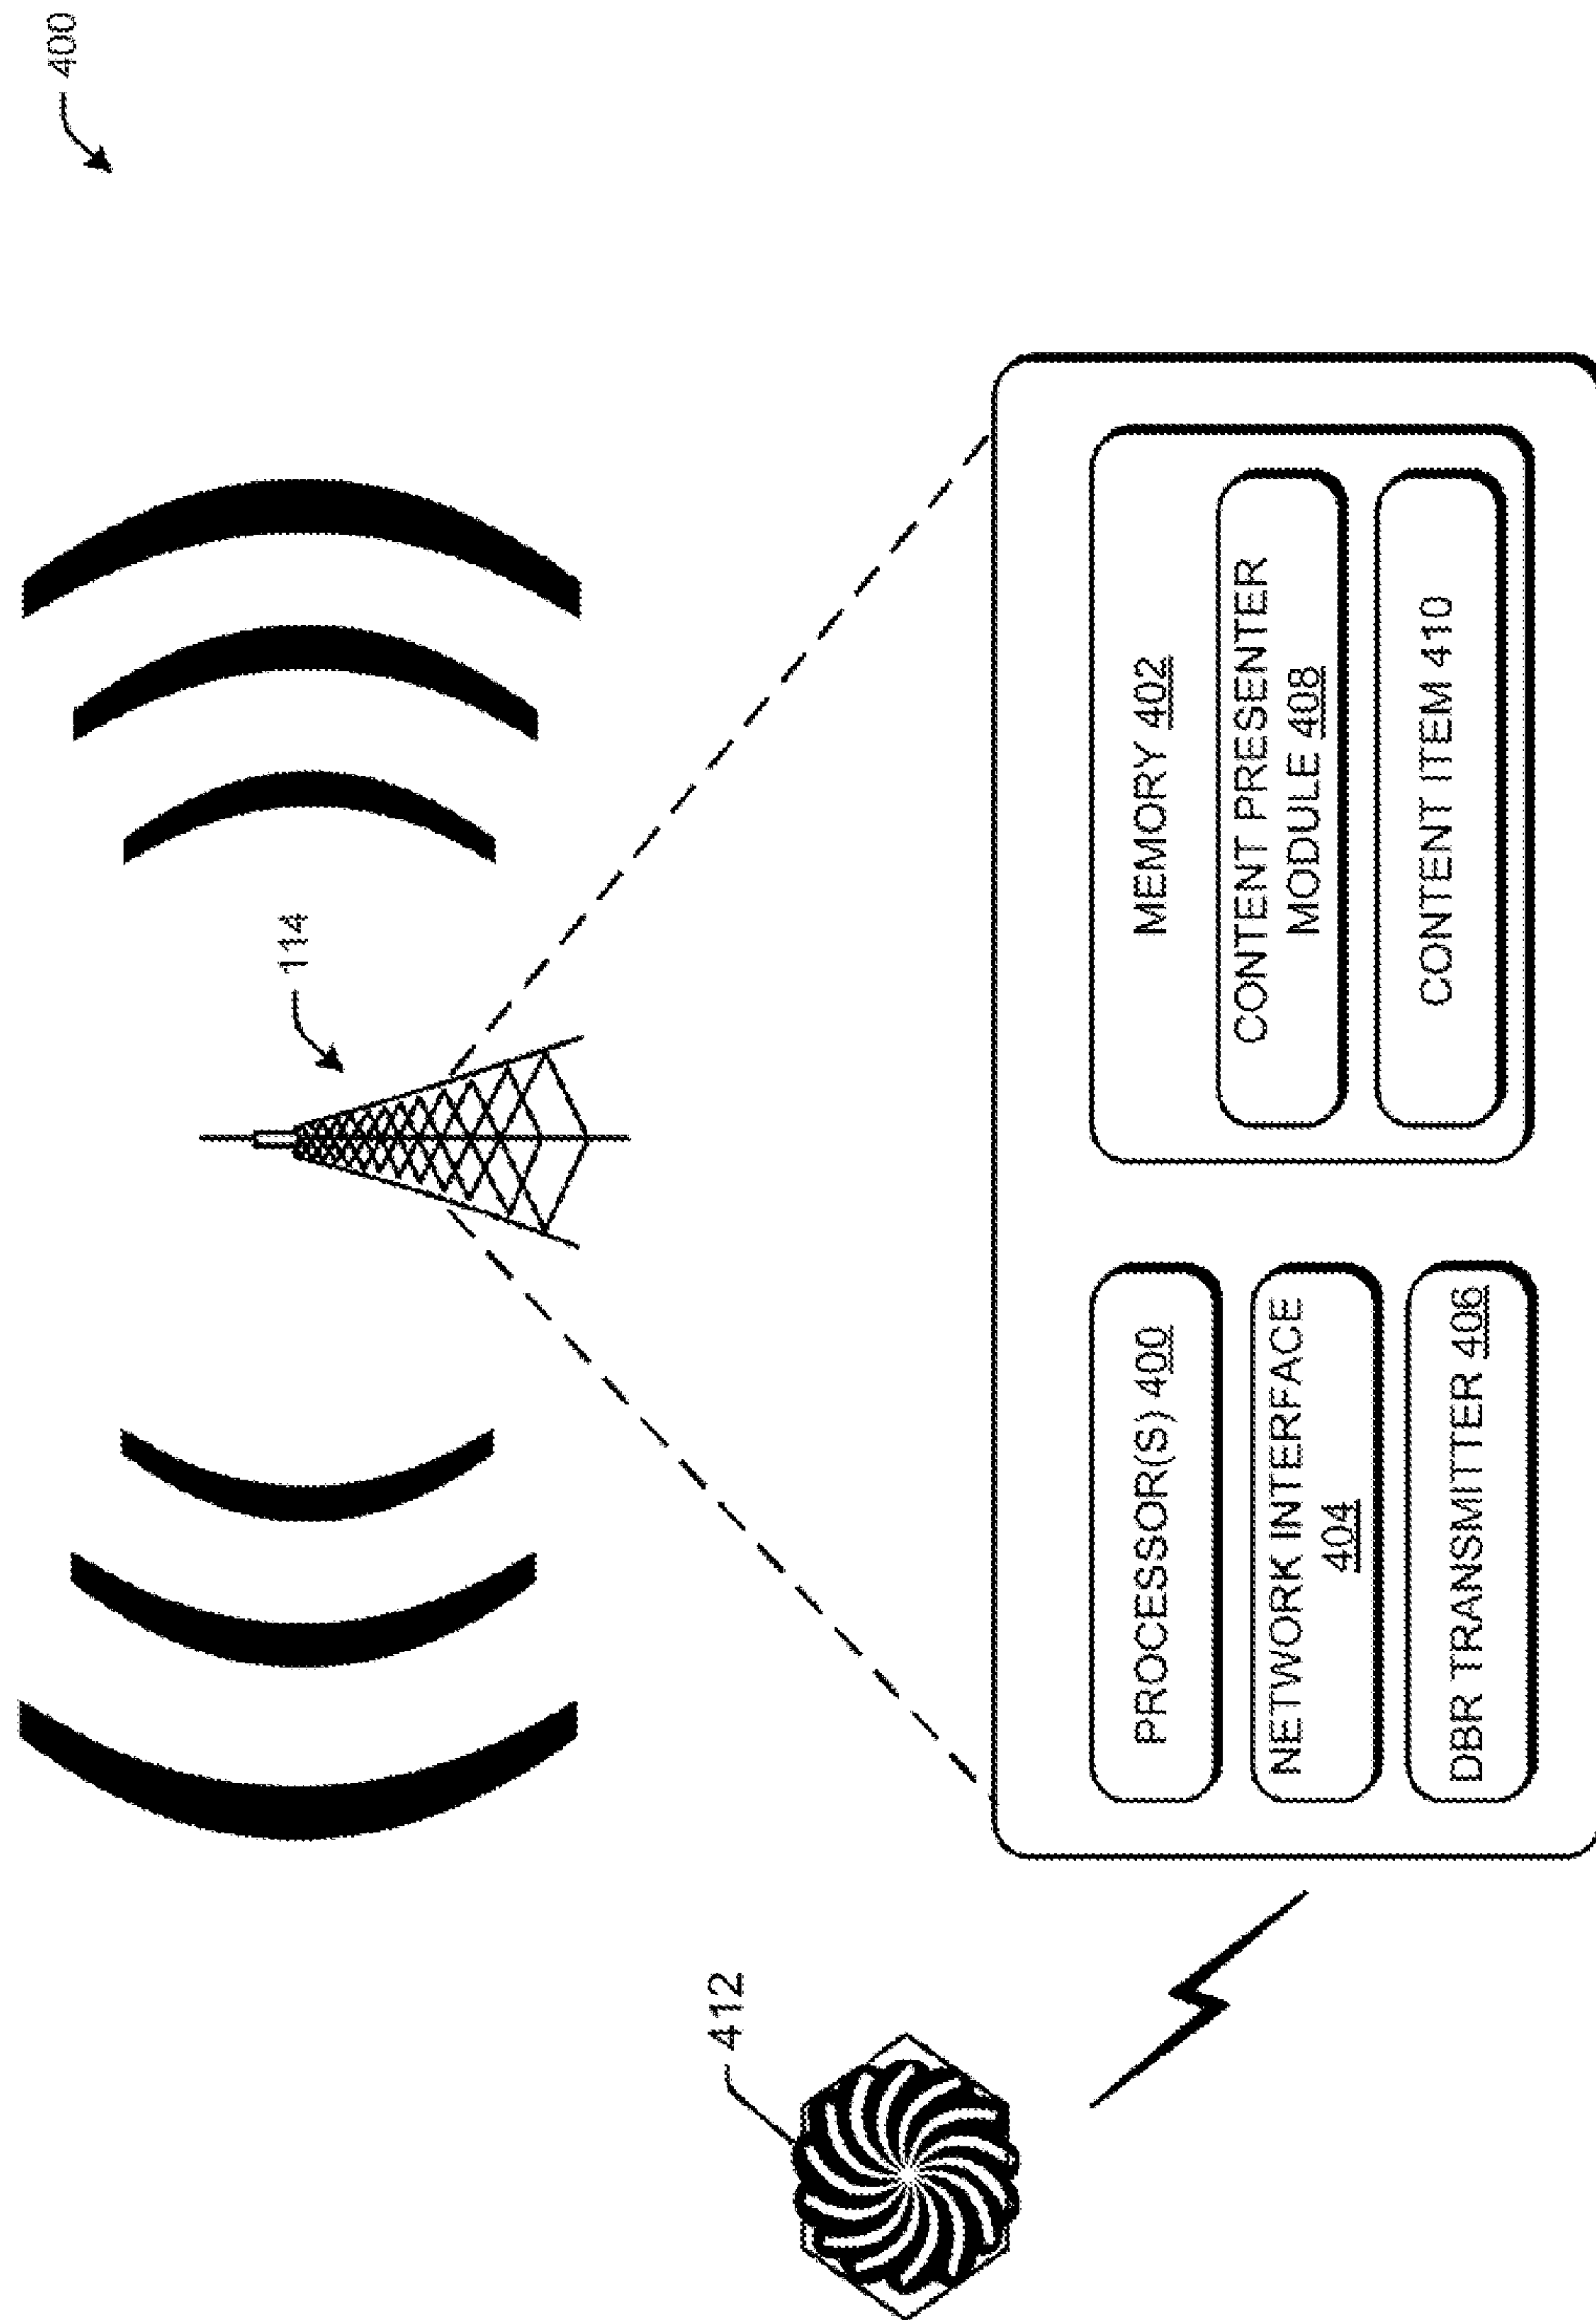 400
114
412
PROCESSOR(S) 400
NETWORK INTERFACE
404
DBR TRANSMITTER 406
MEMORY 402
CONTENT PRESENTER
MODULE 408
CONTENT ITEM 410